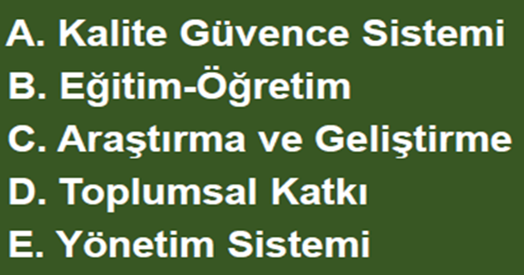 A. Kalite Güvence Sistemi
B. Eğitim-Öğretim
C. Araştırma ve Geliştirme
D. Toplumsal Katkı
E. Yönetim Sistemi